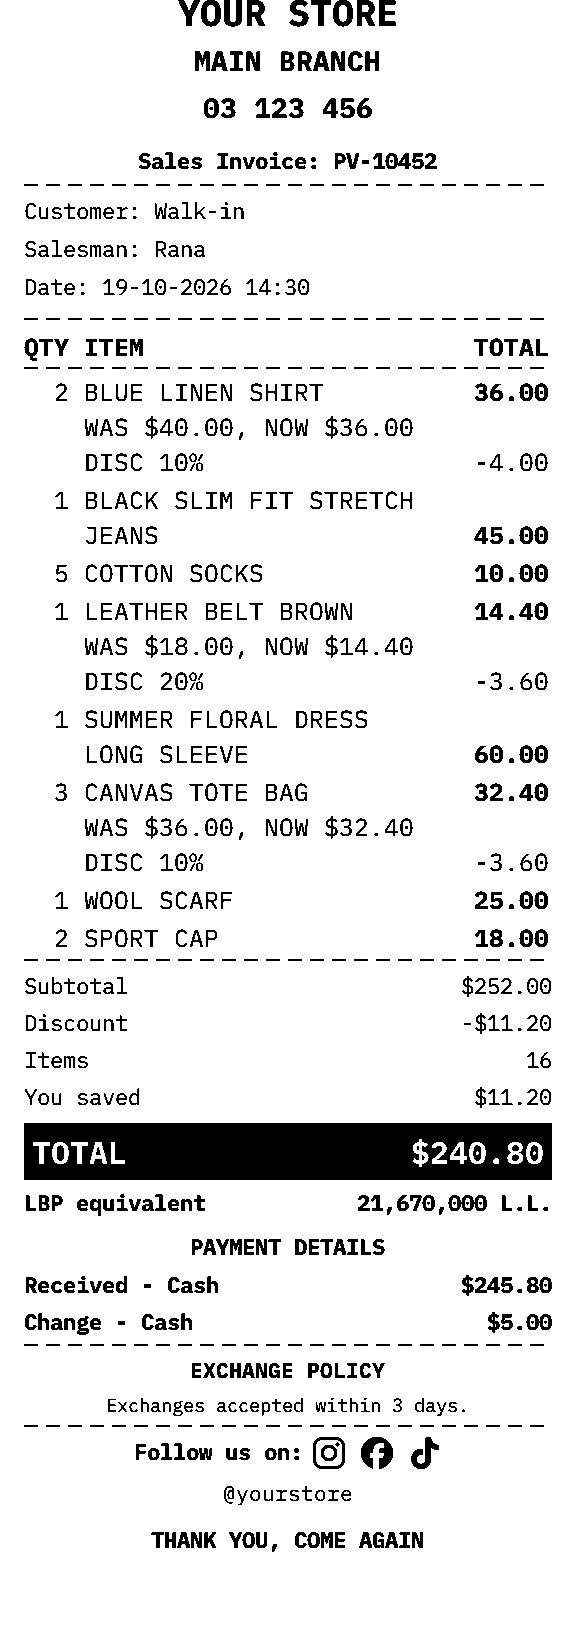 YOUR STORE
MAIN BRANCH
03 123 456
Sales Invoice: PV-10452
Customer: Walk-in
Salesman: Rana
Date: 19-10-2026 14:30
QTY ITEM TOTAL
2 BLUE LINEN SHIRT 36.00
WAS $40.00, NOW $36.00
DISC 10% -4.00
1 BLACK SLIM FIT STRETCH
JEANS 45.00
5 COTTON SOCKS 10.00
1 LEATHER BELT BROWN 14.40
WAS $18.00, NOW $14.40
DISC 20% -3.60
1 SUMMER FLORAL DRESS
LONG SLEEVE 60.00
3 CANVAS TOTE BAG 32.40
WAS $36.00, NOW $32.40
DISC 10% -3.60
1 WOOL SCARF 25.00
2 SPORT CAP 18.00
Subtotal $252.00
Discount -$11.20
Items 16
You saved $11.20
TOTAL $240.80
LBP equivalent 21,670,000 L.L.
PAYMENT DETAILS
Received - Cash $245.80
Change - Cash $5.00
EXCHANGE POLICY
Exchanges accepted within 3 days.
Follow us on:
@yourstore
THANK YOU, COME AGAIN